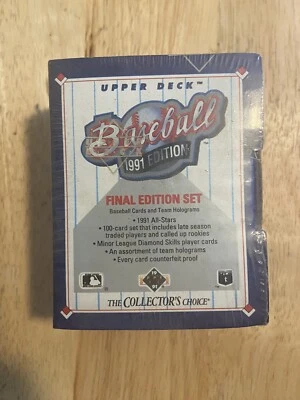 UPPER DECK™
Baseball
1991 EDITION
FINAL EDITION SET
Baseball Cards and Team Holograms
• 1991 All-Stars
• 100-card set that includes late season
traded players and called up rookies
• Minor League Diamond Skills player cards
• An assortment of team holograms
• Every card counterfeit proof
THE COLLECTOR'S CHOICE™